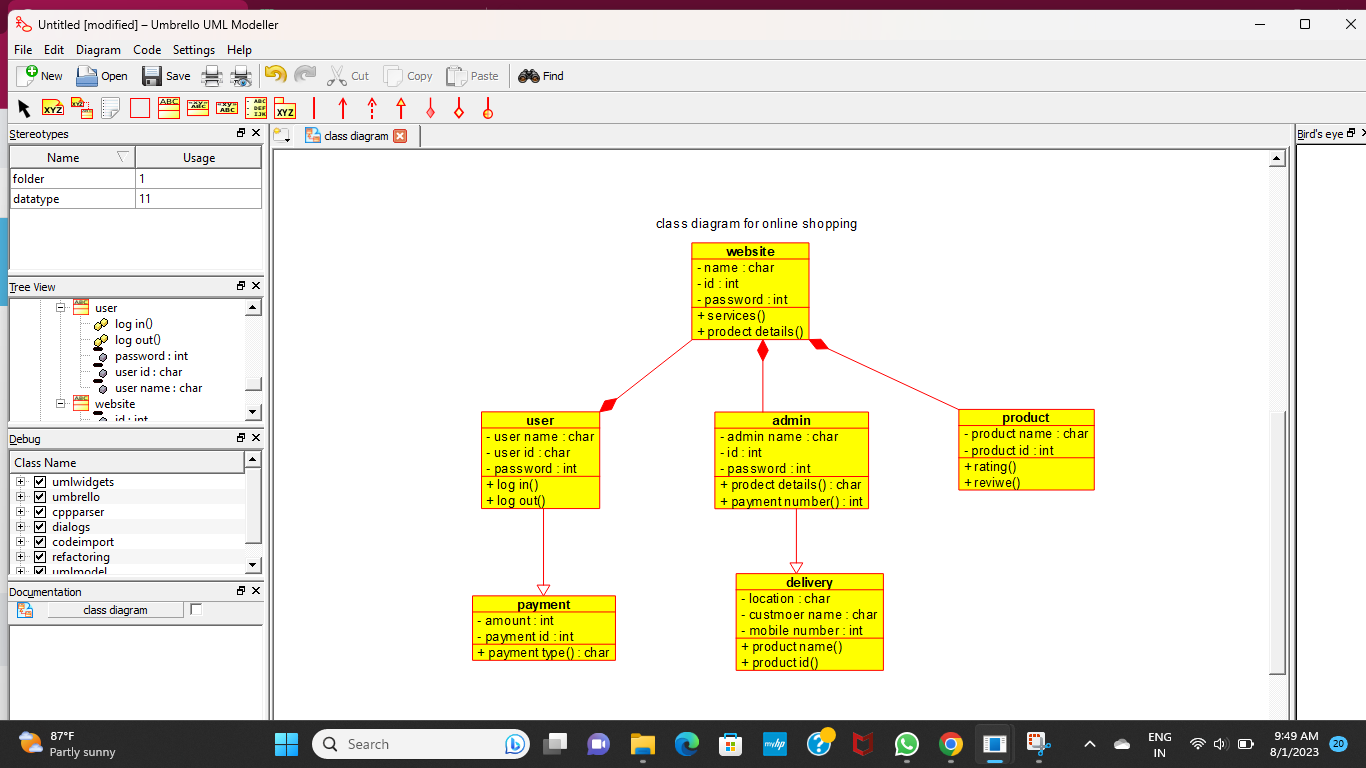 Untitled [modified] – Umbrello UML Modeller
File Edit Diagram Code Settings Help
New Open Save Cut Copy Paste Find
XYZ XYZ ABC xy ABC xy ABC ABC DEF IJK XYZ
Stereotypes
class diagram
Bird's eye
Name Usage
folder 1
datatype 11
Tree View
user
log in()
log out()
password : int
user id : char
user name : char
website
id : int
Debug
Class Name
umlwidgets
umbrello
cppparser
dialogs
codeimport
refactoring
umlmodel
Documentation
class diagram
class diagram for online shopping
website
- name : char
- id : int
- password : int
+ services()
+ prodect details()
user
- user name : char
- user id : char
- password : int
+ log in()
+ log out()
admin
- admin name : char
- id : int
- password : int
+ prodect details() : char
+ payment number() : int
product
- product name : char
- product id : int
+ rating()
+ reviwe()
payment
- amount : int
- payment id : int
+ payment type() : char
delivery
- location : char
- custmoer name : char
- mobile number : int
+ product name()
+ product id()
87°F
Partly sunny
Search
myhp
ENG
IN
9:49 AM
8/1/2023
20